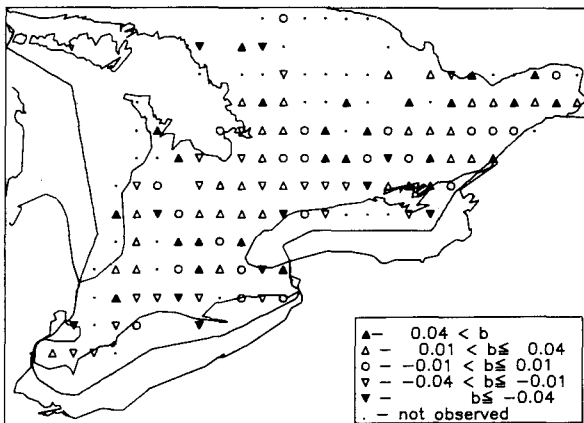 ▲— 0.04 < b
△ — 0.01 < b≦ 0.04
○ — -0.01 < b≦ 0.01
▽ — -0.04 < b≦ -0.01
▼ — b≦ -0.04
. — not observed